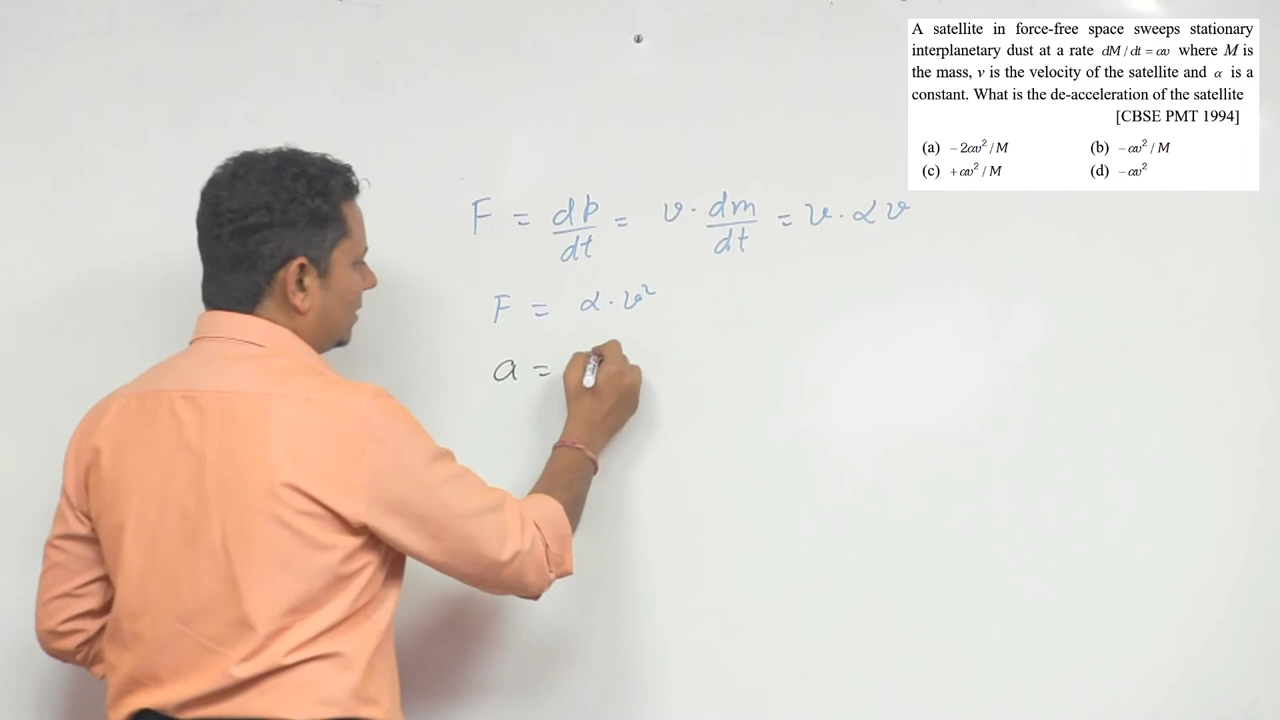 A satellite in force-free space sweeps stationary
interplanetary dust at a rate dM/dt = αv where M is
the mass, v is the velocity of the satellite and α is a
constant. What is the de-acceleration of the satellite
[CBSE PMT 1994]
(a) −2αv²/M (b) −αv²/M
(c) +αv²/M (d) −αv²
F = dp/dt = v · dm/dt = v · αv
F = α · v²
a =